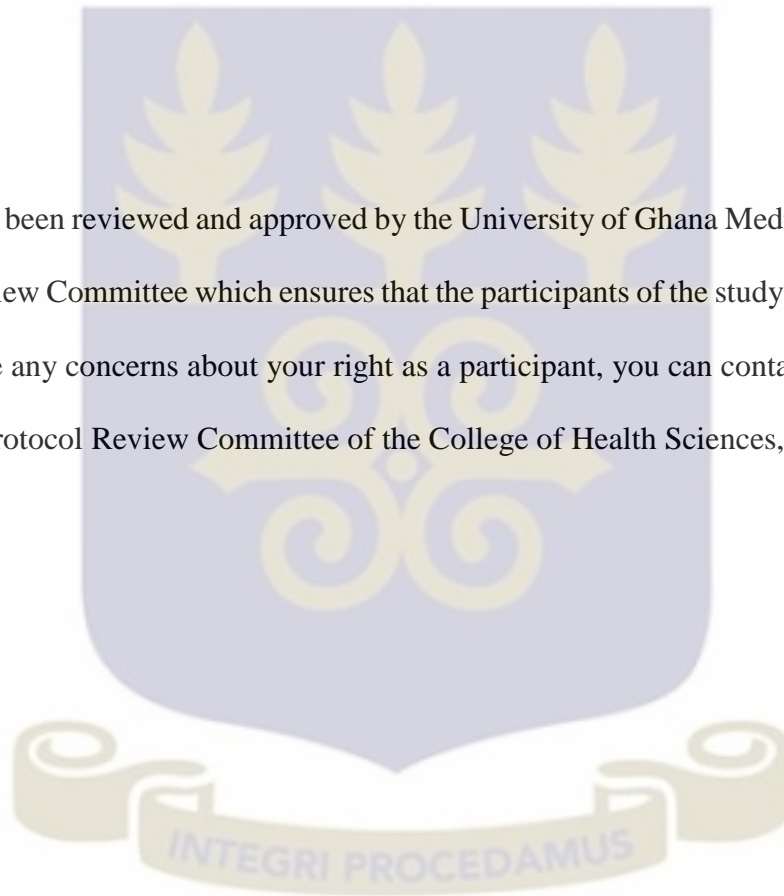 been reviewed and approved by the University of Ghana Med
ew Committee which ensures that the participants of the study
any concerns about your right as a participant, you can conta
rotocol Review Committee of the College of Health Sciences,
INTEGRI PROCEDAMUS